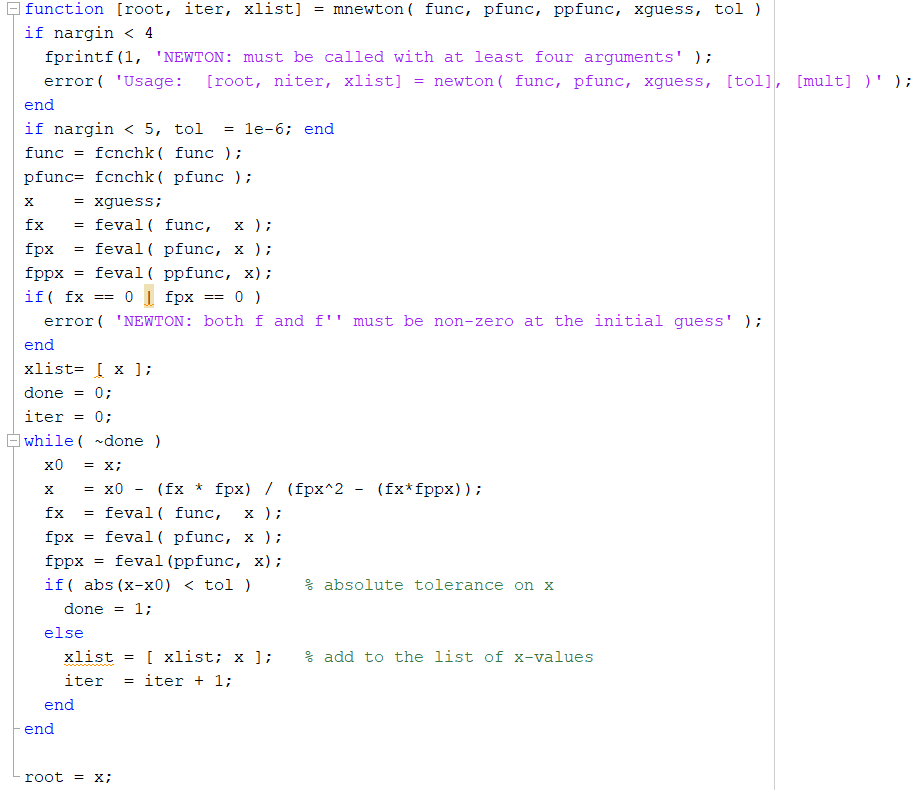 function [root, iter, xlist] = mnewton( func, pfunc, ppfunc, xguess, tol )
if nargin < 4
  fprintf(1, 'NEWTON: must be called with at least four arguments' );
  error( 'Usage:  [root, niter, xlist] = newton( func, pfunc, xguess, [tol], [mult] )' );
end
if nargin < 5, tol  = 1e-6; end
func = fcnchk( func );
pfunc= fcnchk( pfunc );
x    = xguess;
fx   = feval( func,  x );
fpx  = feval( pfunc, x );
fppx = feval( ppfunc, x);
if( fx == 0 | fpx == 0 )
  error( 'NEWTON: both f and f'' must be non-zero at the initial guess' );
end
xlist= [ x ];
done = 0;
iter = 0;
while( ~done )
  x0  = x;
  x   = x0 - (fx * fpx) / (fpx^2 - (fx*fppx));
  fx  = feval( func,  x );
  fpx = feval( pfunc, x );
  fppx = feval(ppfunc, x);
  if( abs(x-x0) < tol )     % absolute tolerance on x
    done = 1;
  else
    xlist = [ xlist; x ];   % add to the list of x-values
    iter  = iter + 1;
  end
end
root = x;